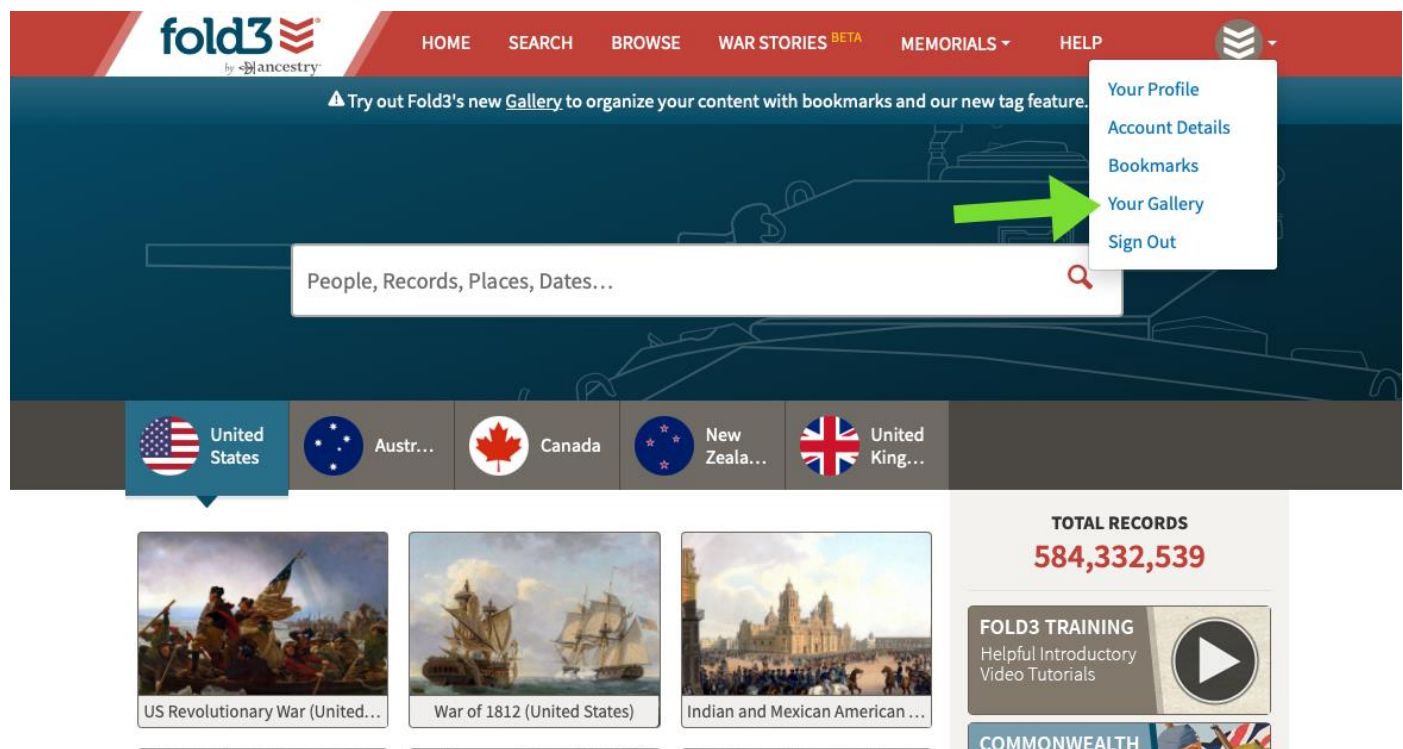 fold3
by ancestry
HOME SEARCH BROWSE WAR STORIES BETA MEMORIALS HELP
Try out Fold3's new Gallery to organize your content with bookmarks and our new tag feature.
Your Profile
Account Details
Bookmarks
Your Gallery
Sign Out
People, Records, Places, Dates...
United
States
Austr...
Canada
New
Zeala...
United
King...
US Revolutionary War (United...
War of 1812 (United States)
Indian and Mexican American ...
TOTAL RECORDS
584,332,539
FOLD3 TRAINING
Helpful Introductory
Video Tutorials
COMMONWEALTH